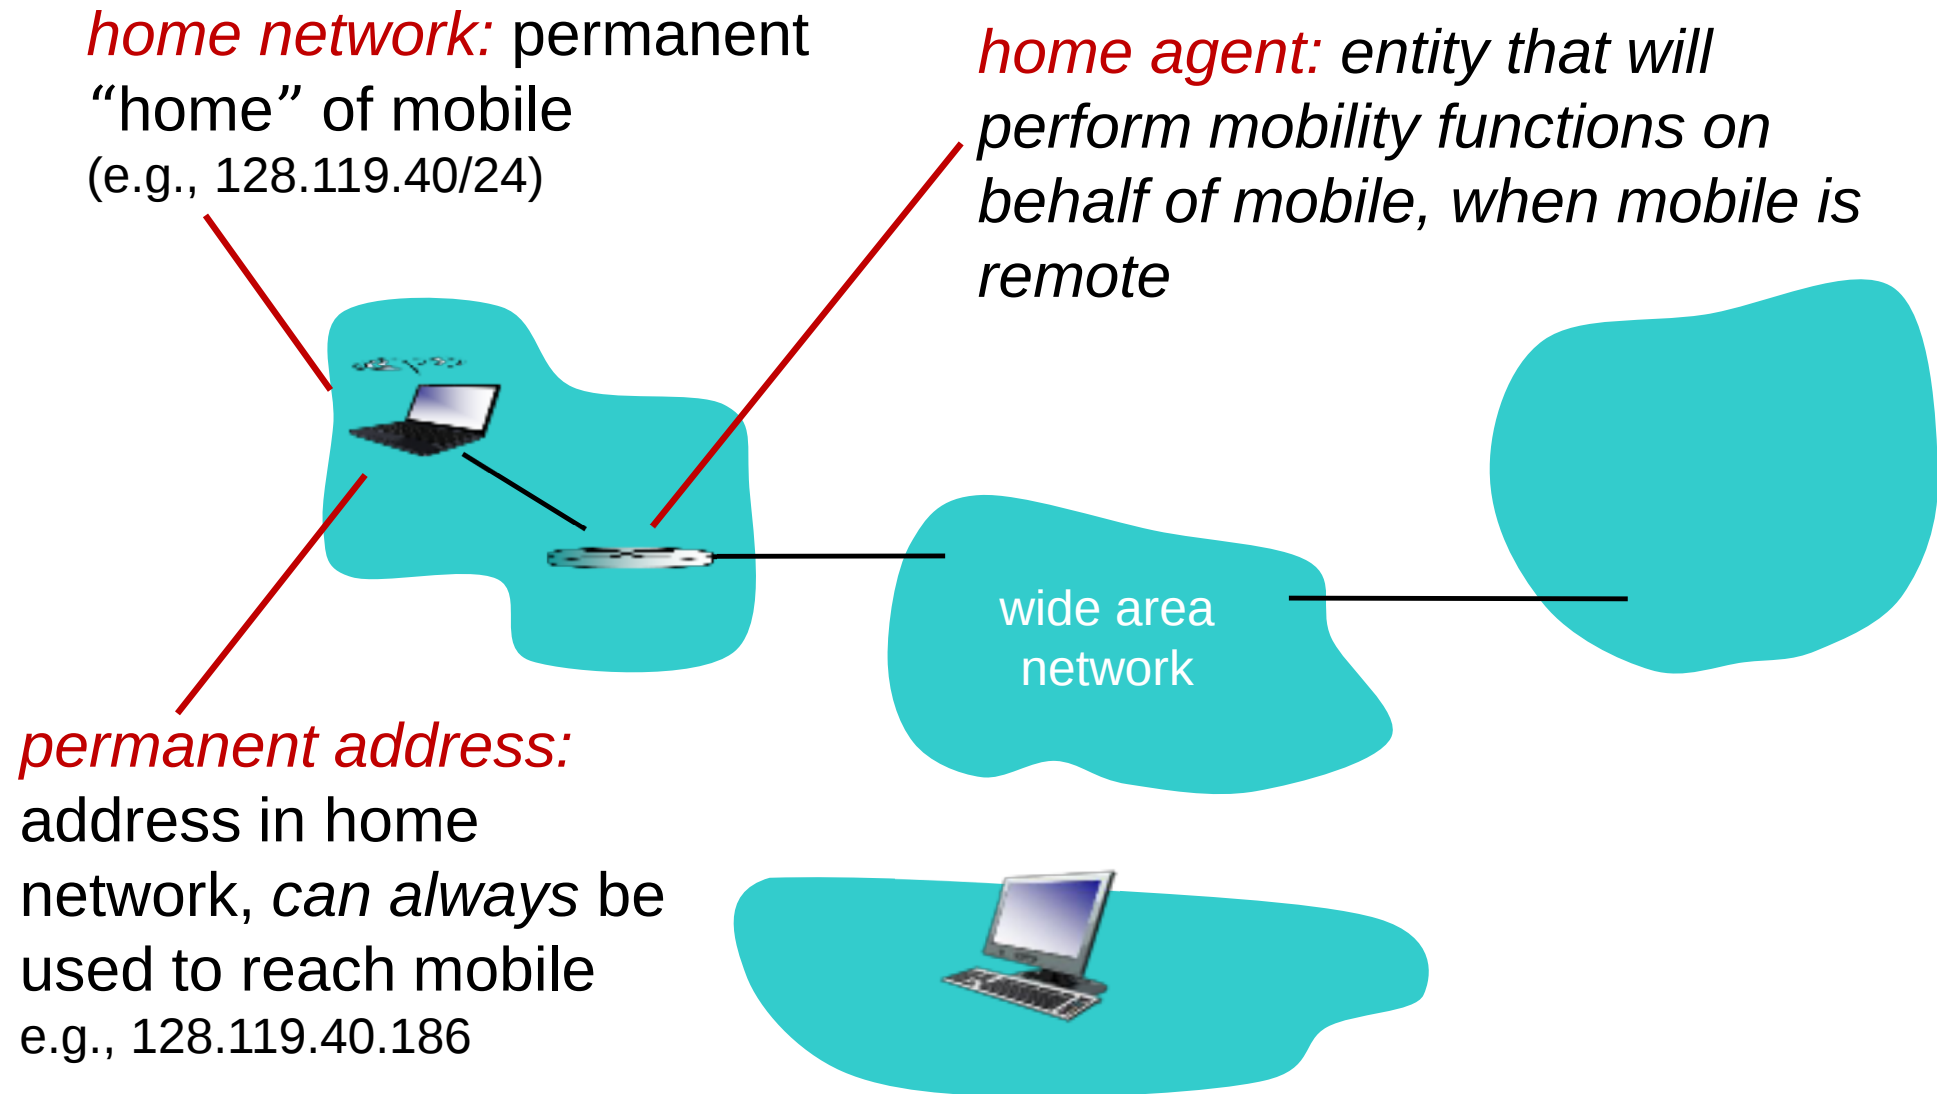 home network: permanent
“home” of mobile
(e.g., 128.119.40/24)
home agent: entity that will
perform mobility functions on
behalf of mobile, when mobile is
remote
wide area
network
permanent address:
address in home
network, can always be
used to reach mobile
e.g., 128.119.40.186